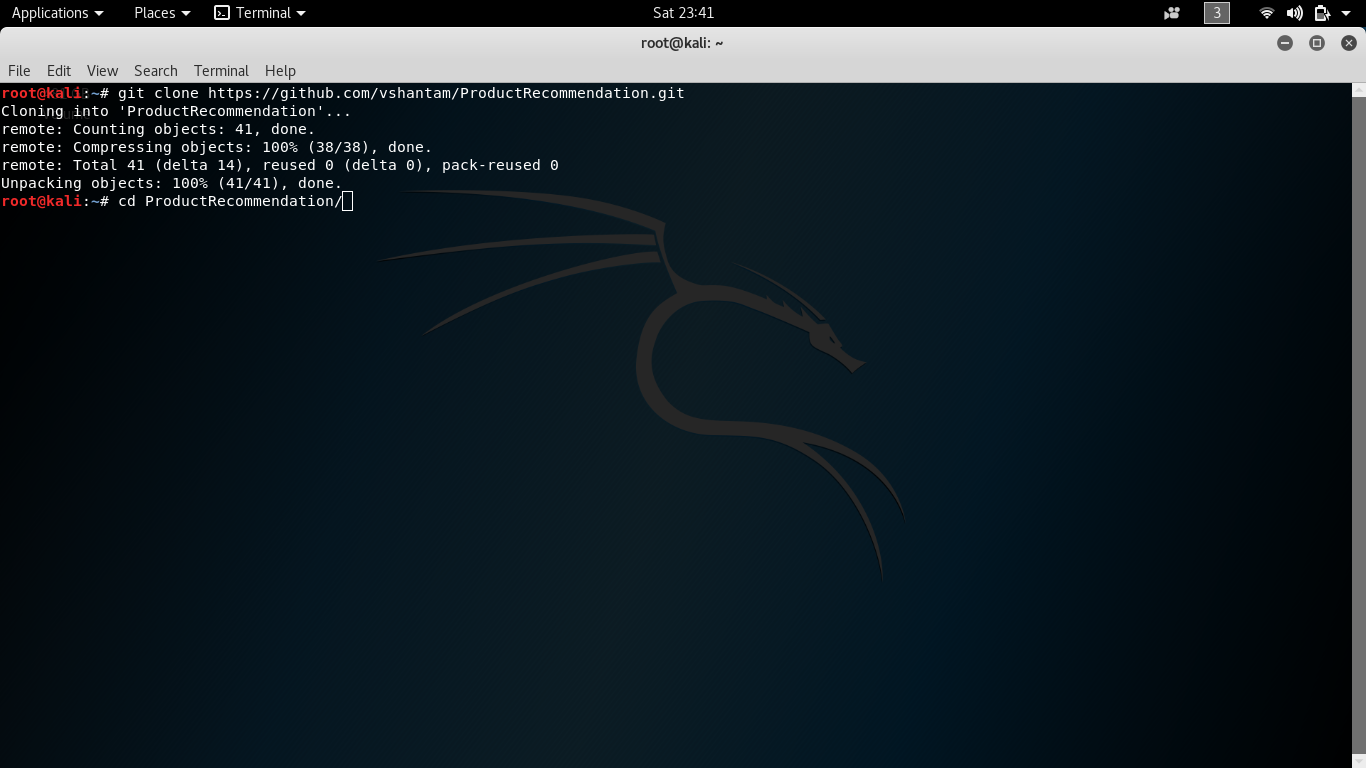 Applications Places Terminal Sat 23:41 3
root@kali: ~
File Edit View Search Terminal Help
root@kali:~# git clone https://github.com/vshantam/ProductRecommendation.git
Cloning into 'ProductRecommendation'...
remote: Counting objects: 41, done.
remote: Compressing objects: 100% (38/38), done.
remote: Total 41 (delta 14), reused 0 (delta 0), pack-reused 0
Unpacking objects: 100% (41/41), done.
root@kali:~# cd ProductRecommendation/